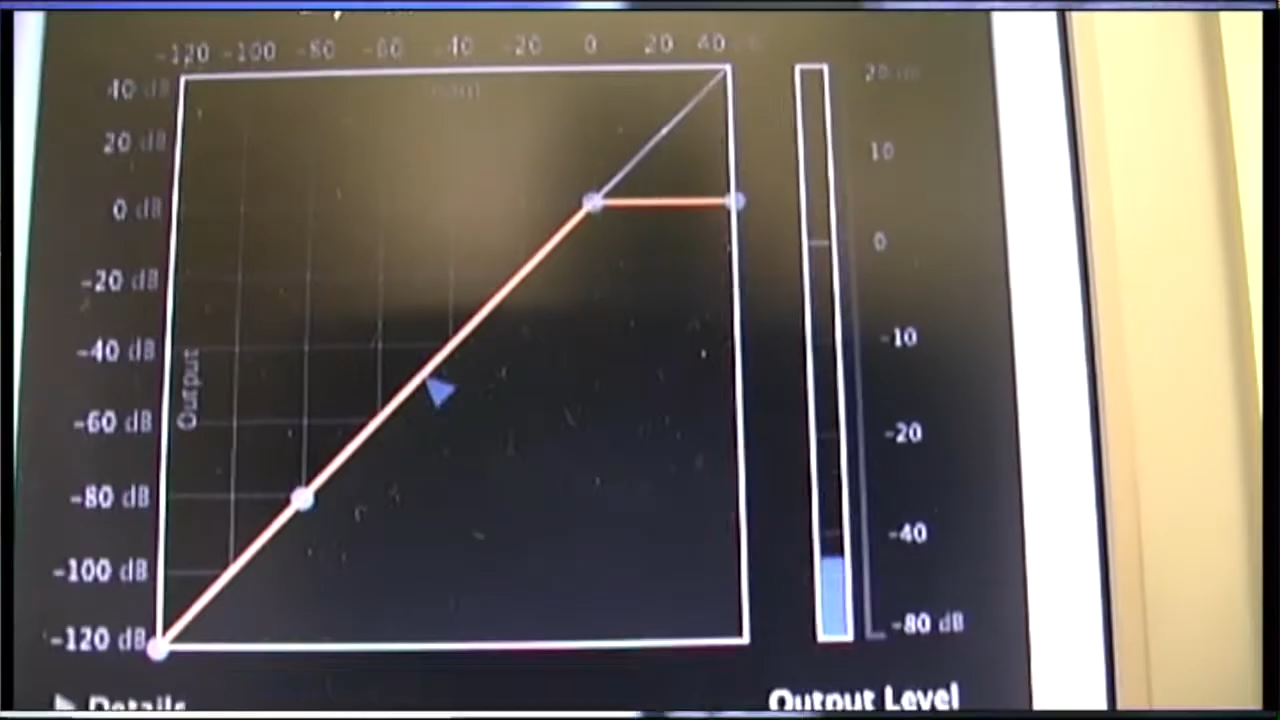 -120 -100 -80 -60 -40 -20 0 20 40
40 dB
20 dB
0 dB
-20 dB
-40 dB
-60 dB
-80 dB
-100 dB
-120 dB
Output
20
10
0
-10
-20
-40
-80 dB
Details
Output Level